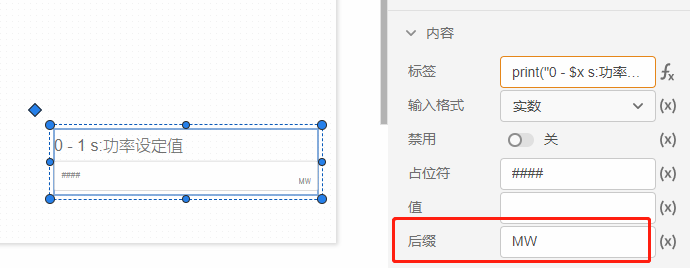 0 - 1 s:功率设定值
####
MW
内容
标签
print("0 - $x s:功率...
fx
输入格式
实数
(x)
禁用
关
(x)
占位符
####
(x)
值
(x)
后缀
MW
(x)